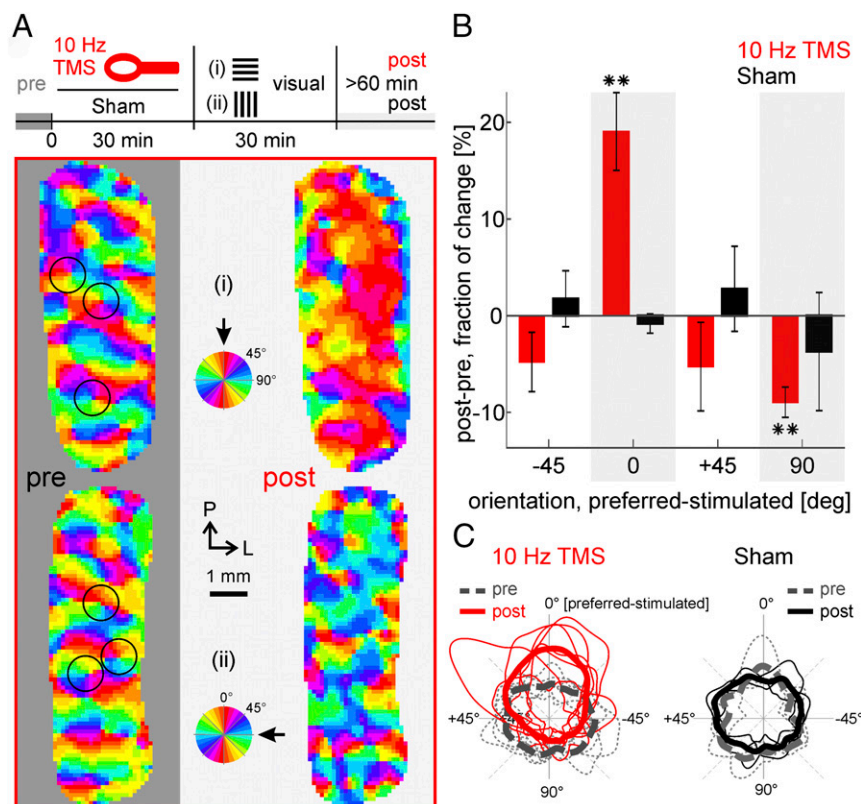 A
10 Hz
TMS
pre
Sham
(i)
(ii)
visual
post
>60 min
post
0
30 min
30 min
(i)
45°
90°
pre
post
P
L
1 mm
(ii)
0°
45°
B
10 Hz TMS
Sham
**
20
10
0
10
**
-45
0
+45
90
post-pre, fraction of change [%]
orientation, preferred-stimulated [deg]
C
10 Hz TMS
Sham
pre
post
0° [preferred-stimulated]
pre
post
0°
+45°
-45°
90°
+45°
-45°
90°